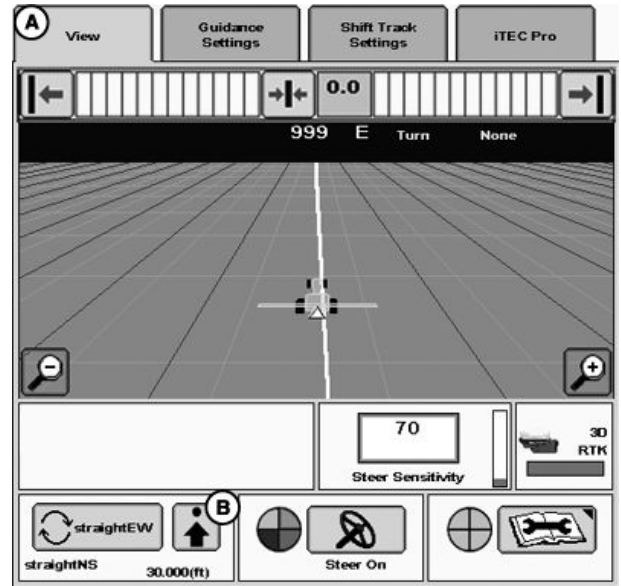 A
View
Guidance
Settings
Shift Track
Settings
iTEC Pro
0.0
999 E Turn None
70
Steer Sensitivity
3D
RTK
straightEW
B
straightNS
30.000(ft)
Steer On